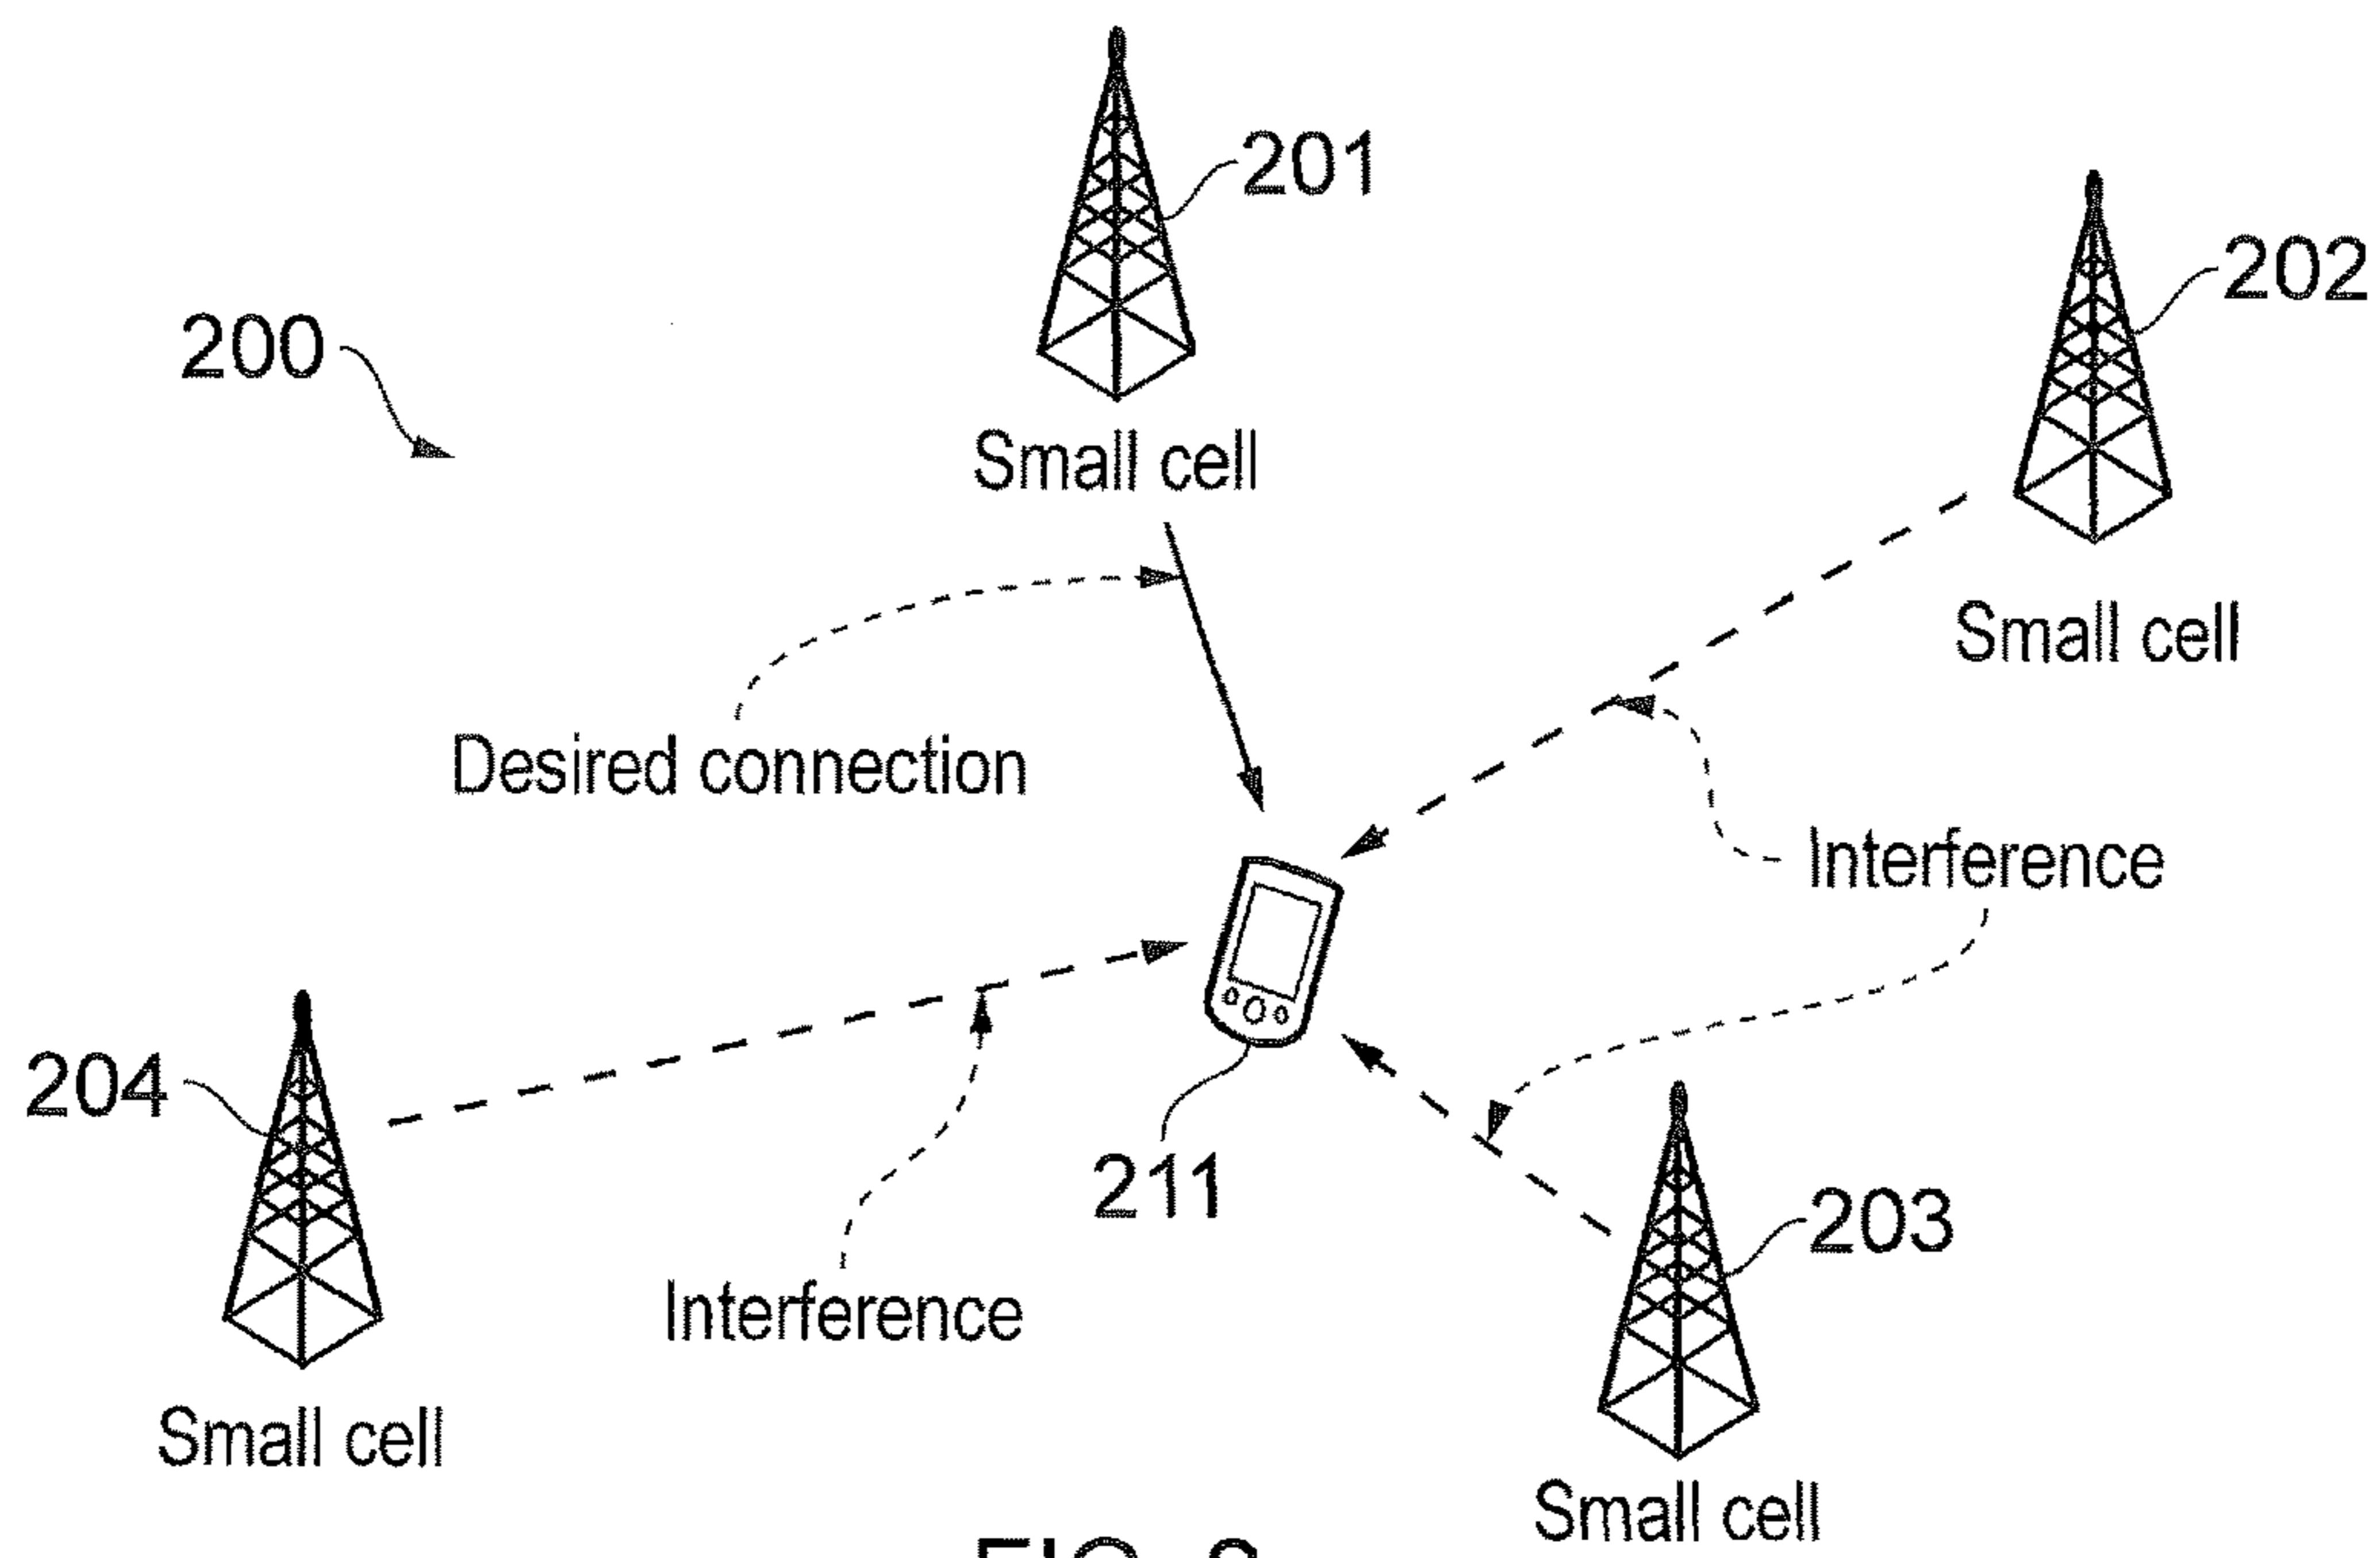 201
202
200
Small cell
Small cell
Desired connection
Interference
204
211
203
Interference
Small cell
Small cell